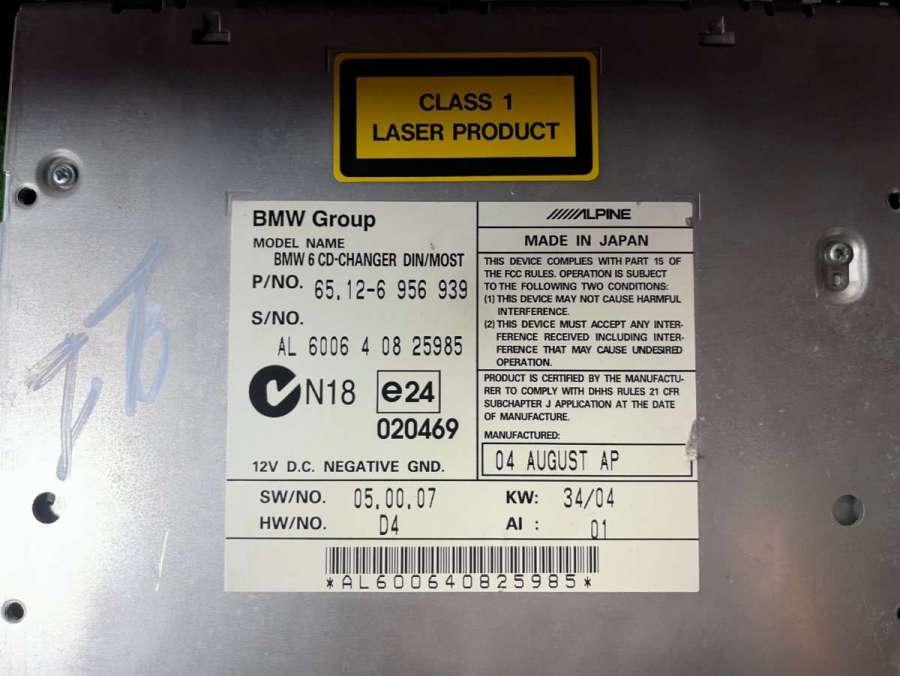 CLASS 1
LASER PRODUCT
BMW Group
MODEL NAME
BMW 6 CD-CHANGER DIN/MOST
P/NO. 65.12-6 956 939
S/NO.
AL 6006 4 08 25985
N18 e24
020469
12V D.C. NEGATIVE GND.
ALPINE
MADE IN JAPAN
THIS DEVICE COMPLIES WITH PART 15 OF
THE FCC RULES. OPERATION IS SUBJECT
TO THE FOLLOWING TWO CONDITIONS:
(1) THIS DEVICE MAY NOT CAUSE HARMFUL
INTERFERENCE.
(2) THIS DEVICE MUST ACCEPT ANY INTER-
FERENCE RECEIVED INCLUDING INTER-
FERENCE THAT MAY CAUSE UNDESIRED
OPERATION.
PRODUCT IS CERTIFIED BY THE MANUFACTU-
RER TO COMPLY WITH DHHS RULES 21 CFR
SUBCHAPTER J APPLICATION AT THE DATE
OF MANUFACTURE.
MANUFACTURED:
04 AUGUST AP
SW/NO. 05.00.07 KW: 34/04
HW/NO. D4 AI : 01
*AL600640825985*